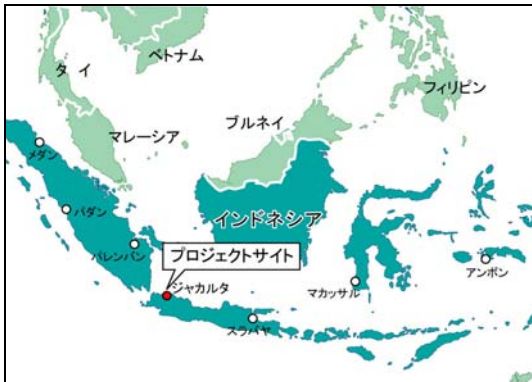 ベトナム
タイ
フィリピン
ブルネイ
マレーシア
メダン
インドネシア
パダン
パレンバン
プロジェクトサイト
アンボン
ジャカルタ
マカッサル
スラバヤ